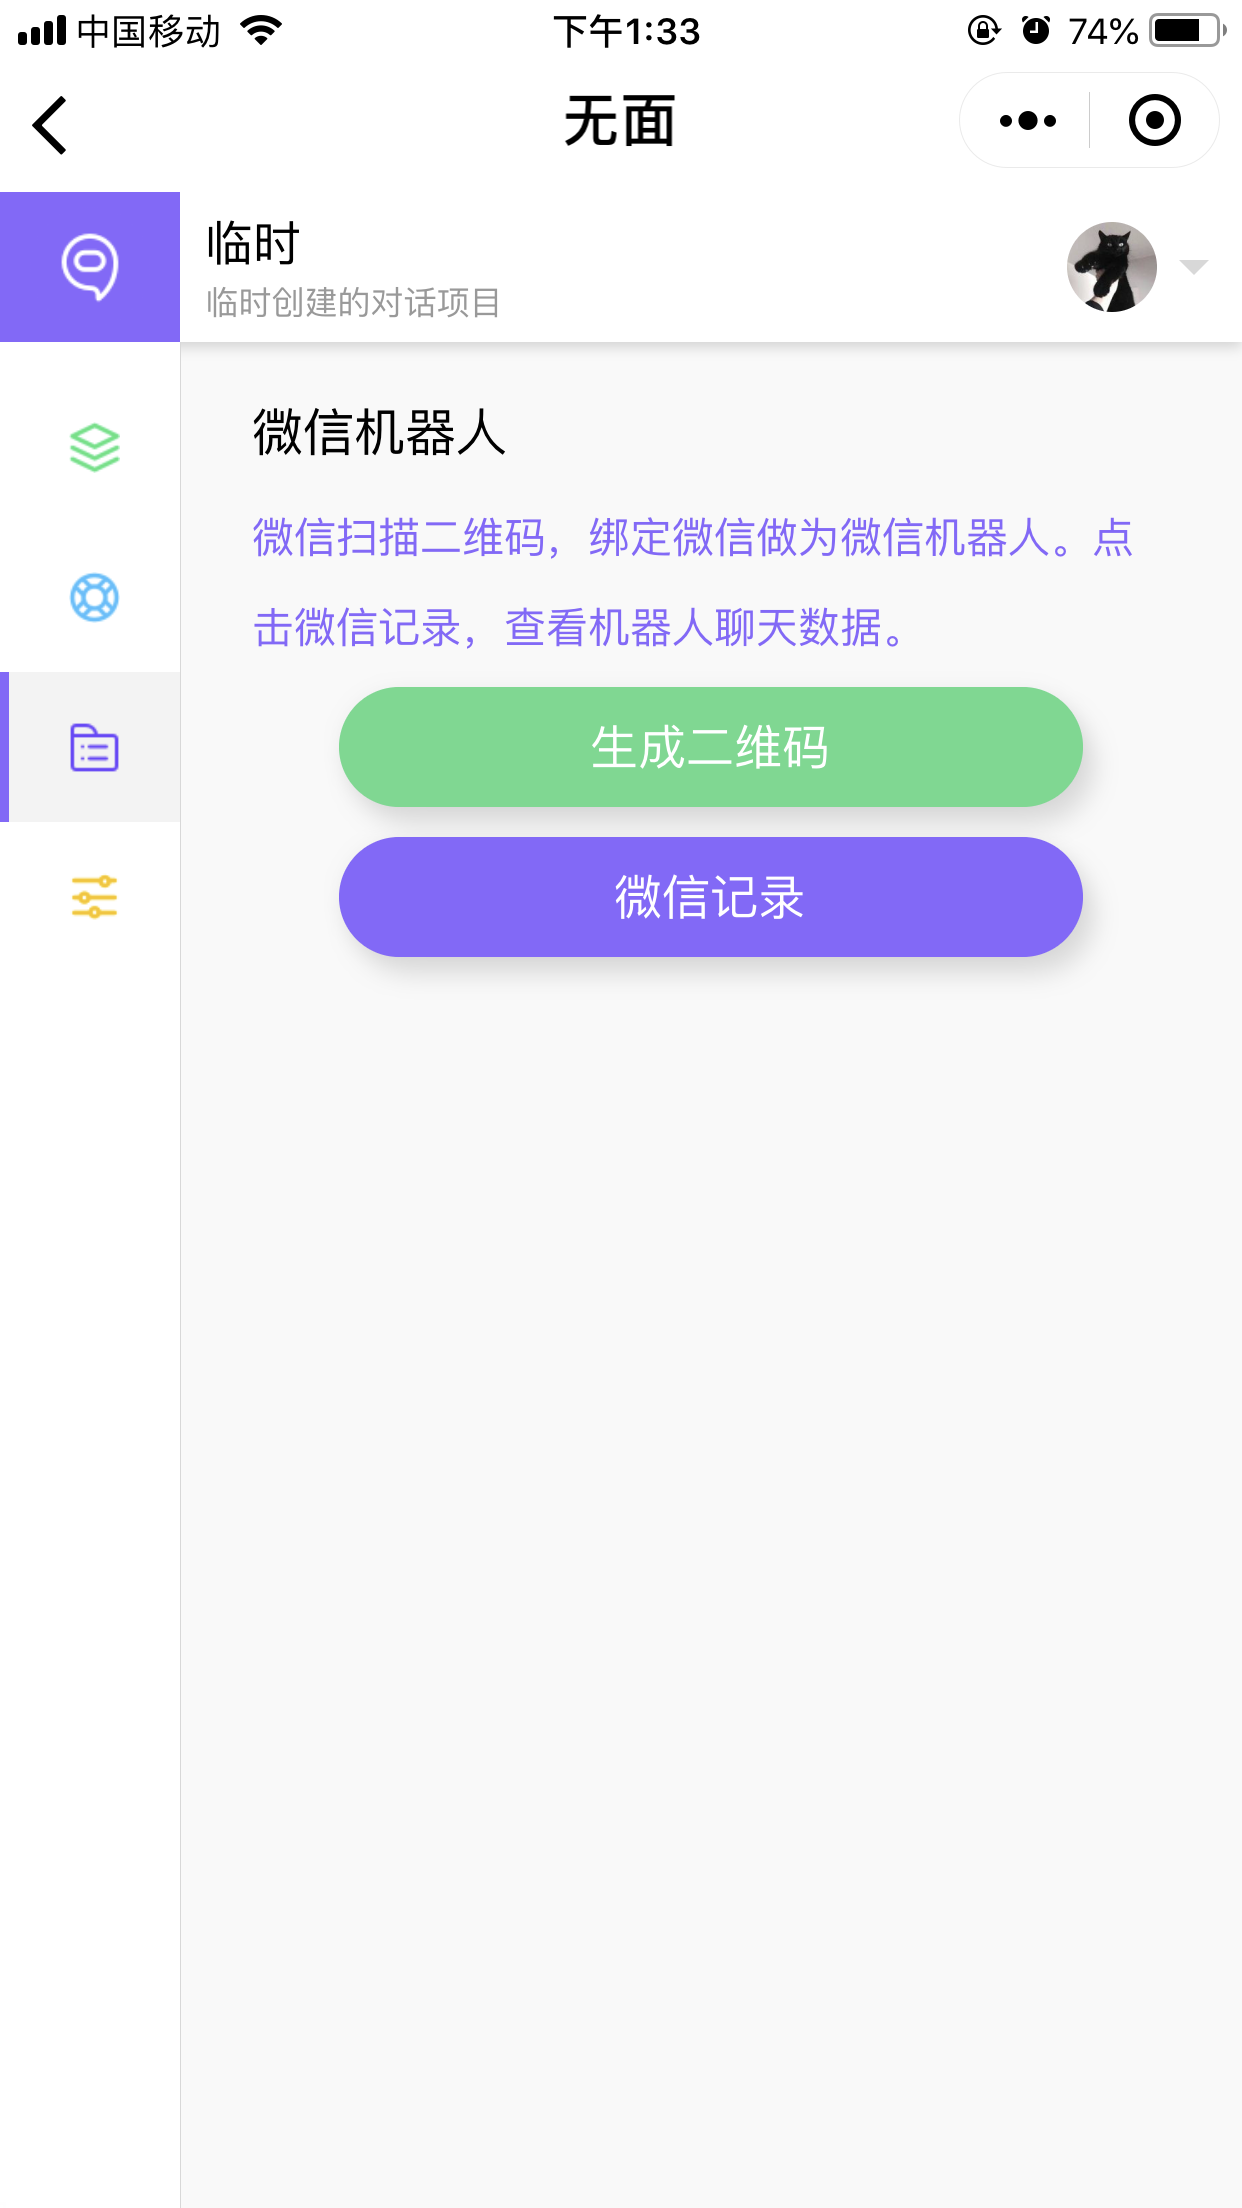 中国移动
下午1:33
74%
无面
临时
临时创建的对话项目
微信机器人
微信扫描二维码，绑定微信做为微信机器人。点
击微信记录，查看机器人聊天数据。
生成二维码
微信记录